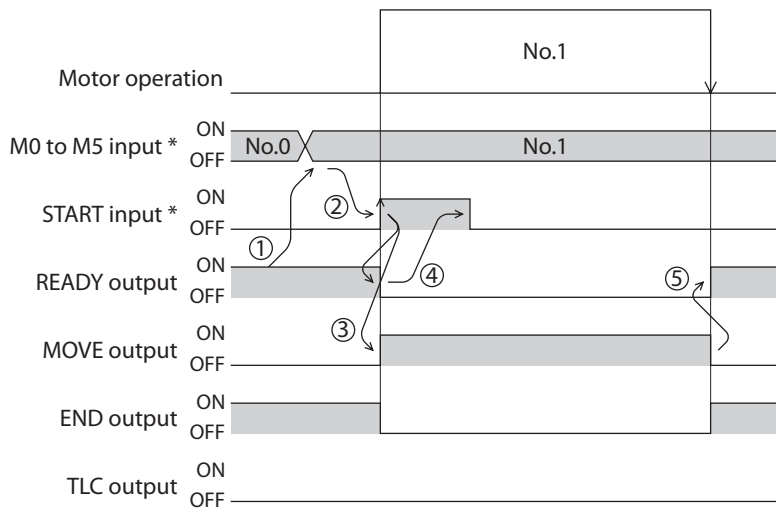 No.1
Motor operation
M0 to M5 input *
ON
OFF
No.0
No.1
START input *
ON
OFF
②
①
READY output
ON
OFF
④
⑤
③
MOVE output
ON
OFF
END output
ON
OFF
TLC output
ON
OFF